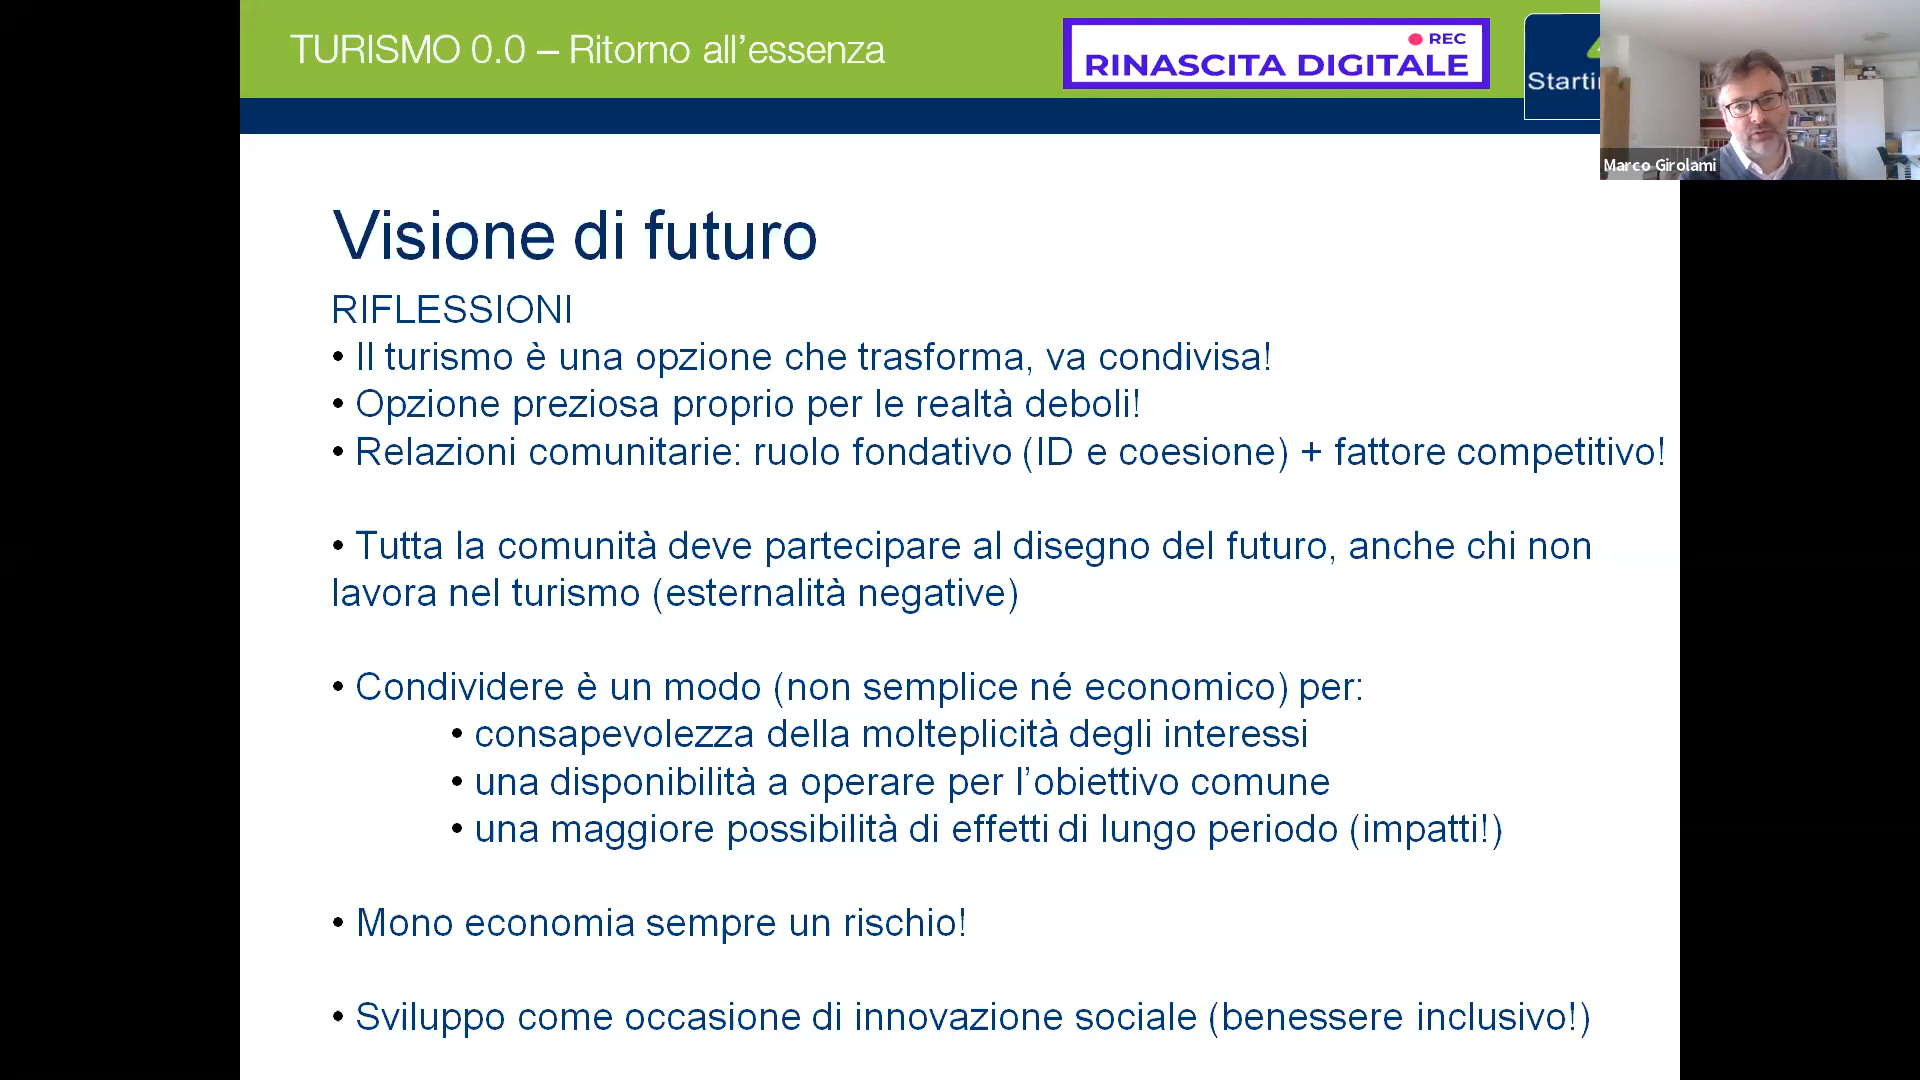 TURISMO 0.0 – Ritorno all’essenza
REC
RINASCITA DIGITALE
Marco Girolami
Visione di futuro
RIFLESSIONI
• Il turismo è una opzione che trasforma, va condivisa!
• Opzione preziosa proprio per le realtà deboli!
• Relazioni comunitarie: ruolo fondativo (ID e coesione) + fattore competitivo!
• Tutta la comunità deve partecipare al disegno del futuro, anche chi non
lavora nel turismo (esternalità negative)
• Condividere è un modo (non semplice né economico) per:
• consapevolezza della molteplicità degli interessi
• una disponibilità a operare per l’obiettivo comune
• una maggiore possibilità di effetti di lungo periodo (impatti!)
• Mono economia sempre un rischio!
• Sviluppo come occasione di innovazione sociale (benessere inclusivo!)